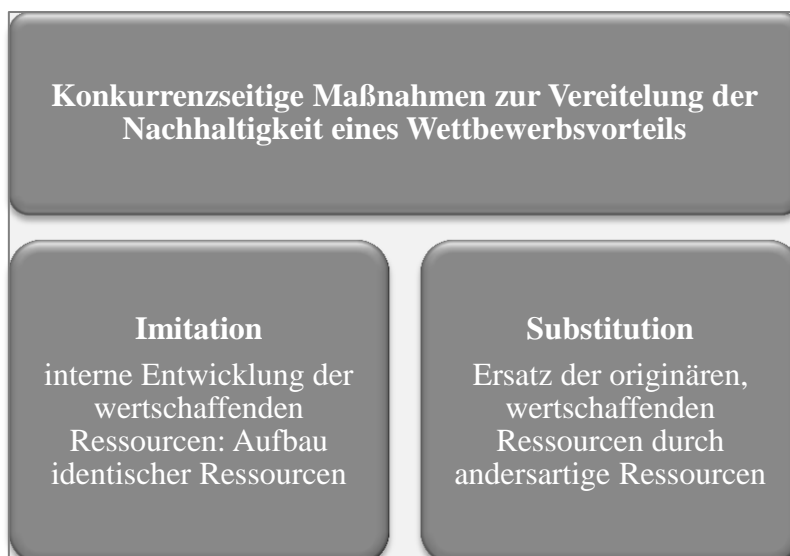 Konkurrenzseitige Maßnahmen zur Vereitelung der
Nachhaltigkeit eines Wettbewerbsvorteils
Imitation
interne Entwicklung der
wertschaffenden
Ressourcen: Aufbau
identischer Ressourcen
Substitution
Ersatz der originären,
wertschaffenden
Ressourcen durch
andersartige Ressourcen